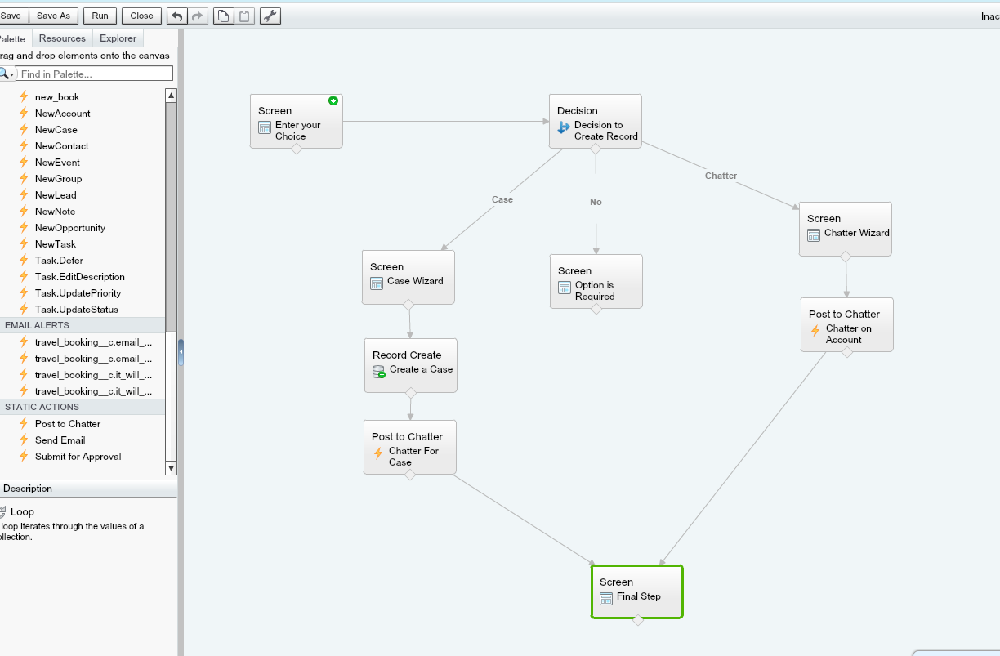 Save Save As Run Close Inac
Palette Resources Explorer
rag and drop elements onto the canvas
Find in Palette...
new_book
NewAccount
NewCase
NewContact
NewEvent
NewGroup
NewLead
NewNote
NewOpportunity
NewTask
Task.Defer
Task.EditDescription
Task.UpdatePriority
Task.UpdateStatus
EMAIL ALERTS
travel_booking__c.email_...
travel_booking__c.email_...
travel_booking__c.it_will_...
travel_booking__c.it_will_...
STATIC ACTIONS
Post to Chatter
Send Email
Submit for Approval
Description
Loop
loop iterates through the values of a
ollection.
Screen
Enter your
Choice
Decision
Decision to
Create Record
Case
No
Chatter
Screen
Case Wizard
Screen
Option is
Required
Screen
Chatter Wizard
Record Create
Create a Case
Post to Chatter
Chatter on
Account
Post to Chatter
Chatter For
Case
Screen
Final Step